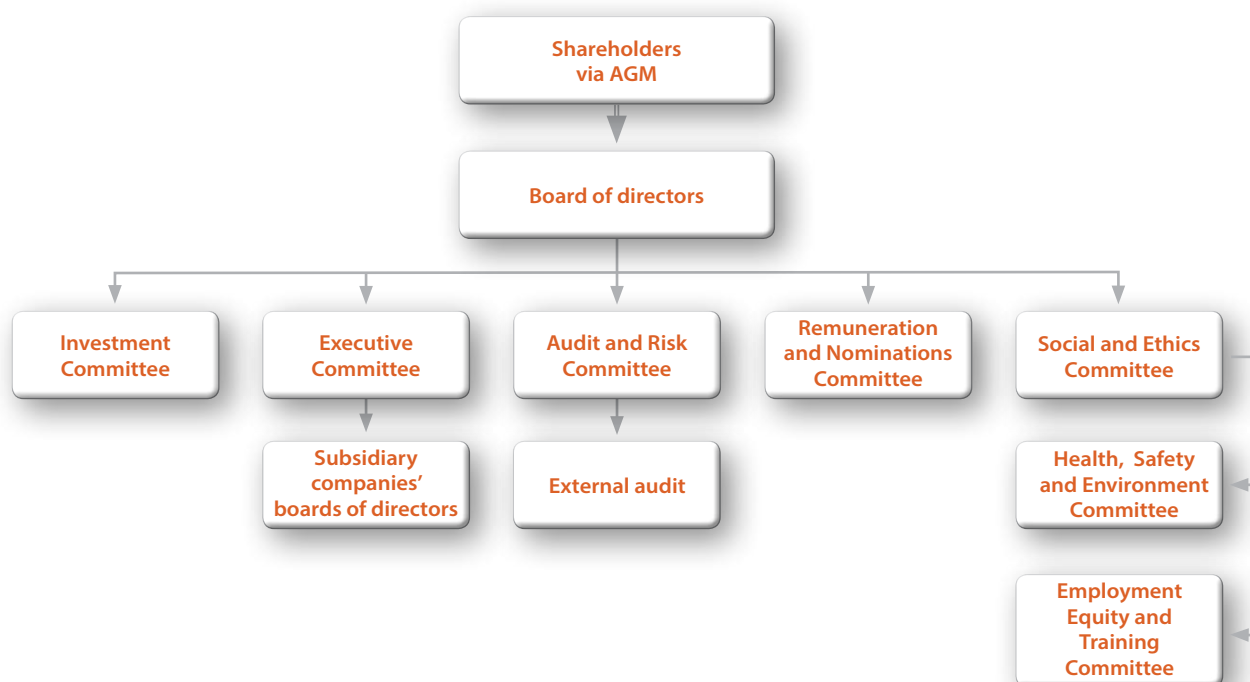 Shareholders
via AGM
Board of directors
Investment
Committee
Executive
Committee
Audit and Risk
Committee
Remuneration
and Nominations
Committee
Social and Ethics
Committee
Subsidiary
companies’
boards of directors
External audit
Health, Safety
and Environment
Committee
Employment
Equity and
Training
Committee